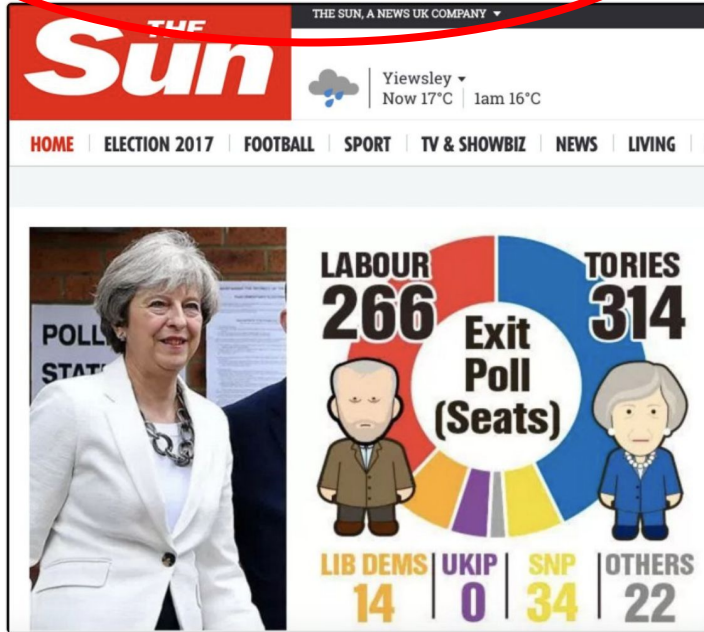 THE SUN, A NEWS UK COMPANY
THE
Sun
Yiewsley
Now 17°C 1am 16°C
HOME ELECTION 2017 FOOTBALL SPORT TV & SHOWBIZ NEWS LIVING
POLL
STAT
LABOUR
266
TORIES
314
Exit
Poll
(Seats)
LIB DEMS UKIP SNP OTHERS
14 0 34 22